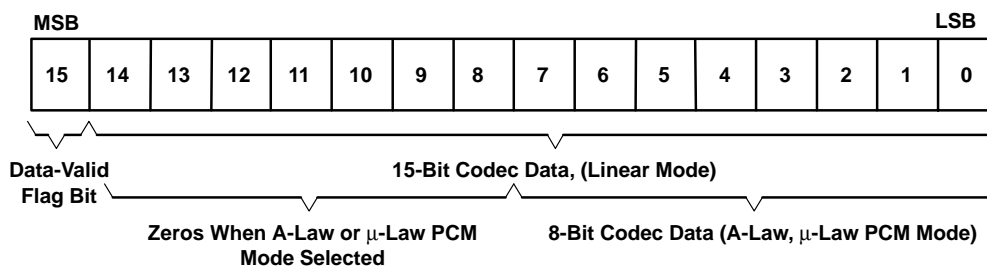 MSB LSB
15 14 13 12 11 10 9 8 7 6 5 4 3 2 1 0
Data-Valid
Flag Bit
15-Bit Codec Data, (Linear Mode)
Zeros When A-Law or μ-Law PCM
Mode Selected
8-Bit Codec Data (A-Law, μ-Law PCM Mode)